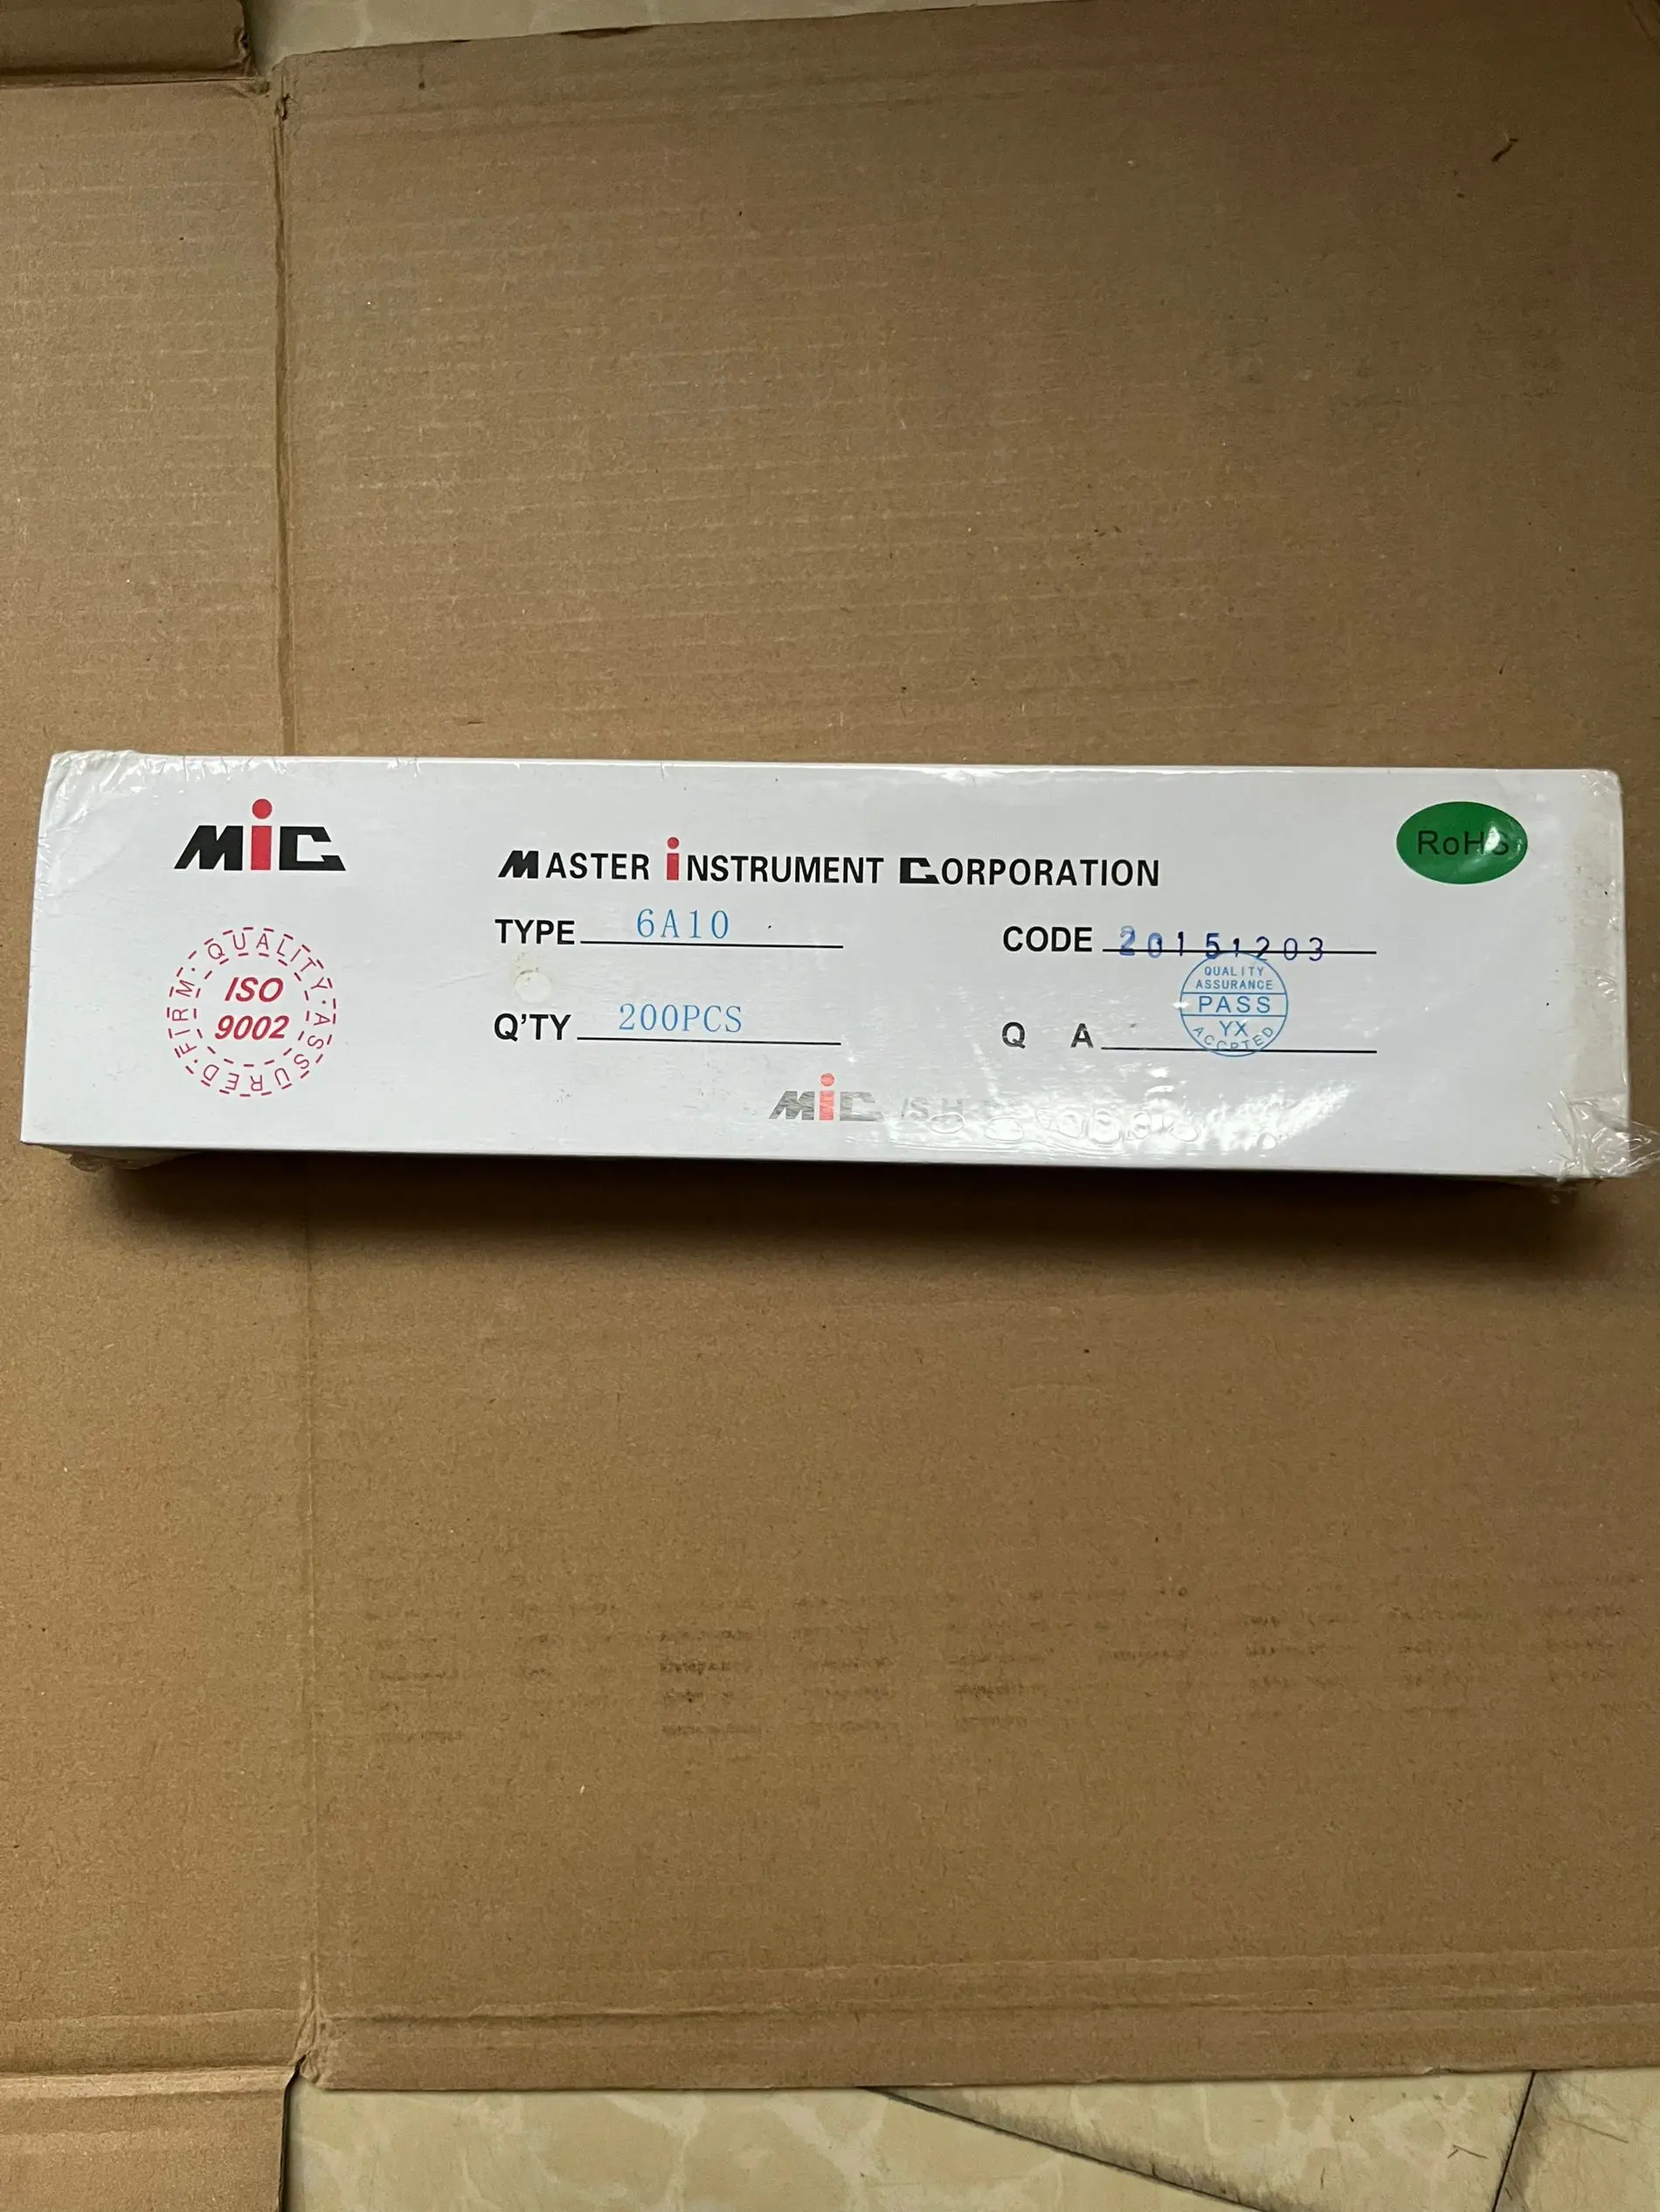 MiC
MASTER iNSTRUMENT CORPORATION
RoHS
TYPE 6A10
CODE 20151203
FIRM · QUALITY · ASSURED ·
ISO
9002
Q'TY 200PCS
Q A
QUALITY
ASSURANCE
PASS
YX
ACCPTED
MiC